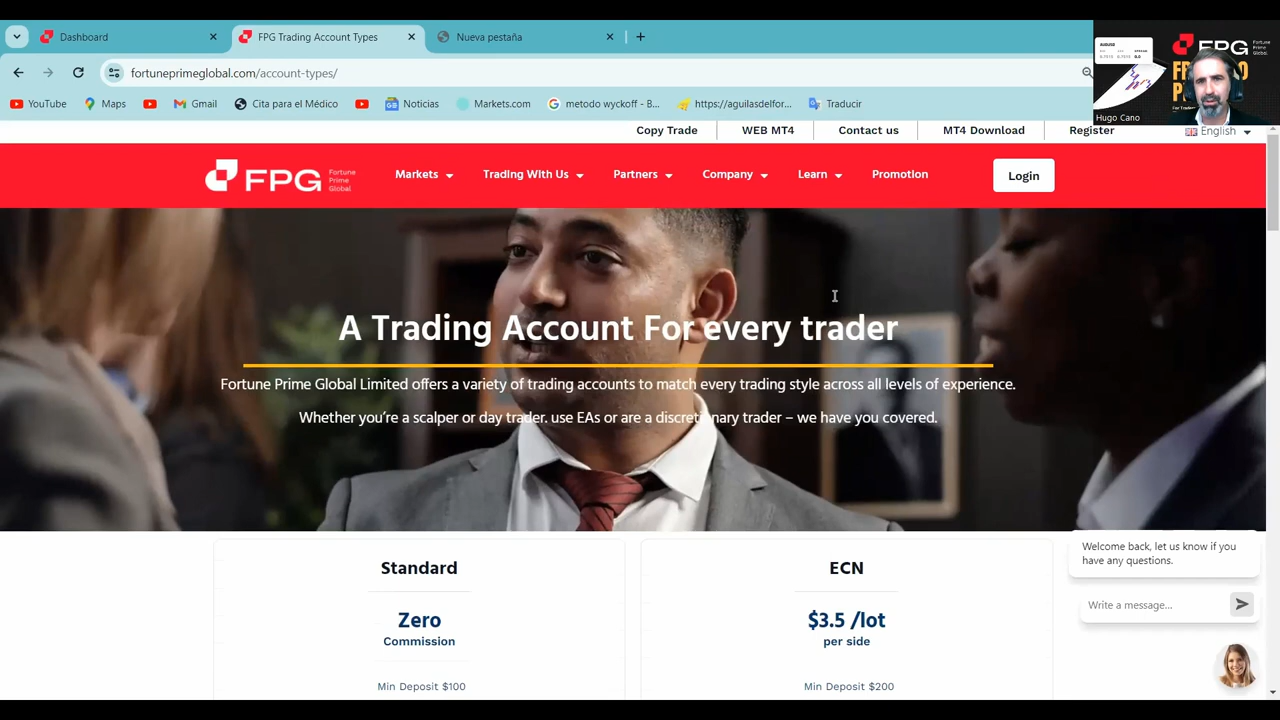 Dashboard
FPG Trading Account Types
Nueva pestaña
fortuneprimeglobal.com/account-types/
YouTube
Maps
Gmail
Cita para el Médico
Noticias
Markets.com
metodo wyckoff - B...
https://aguilasdelfor...
Traducir
FPG
Hugo Cano
Copy Trade
WEB MT4
Contact us
MT4 Download
Register
English
FPG
Fortune
Prime
Global
Markets
Trading With Us
Partners
Company
Learn
Promotion
Login
A Trading Account For every trader
Fortune Prime Global Limited offers a variety of trading accounts to match every trading style across all levels of experience.
Whether you're a scalper or day trader. use EAs or are a discretionary trader – we have you covered.
Standard
Zero
Commission
Min Deposit $100
ECN
$3.5 /lot
per side
Min Deposit $200
Welcome back, let us know if you
have any questions.
Write a message...